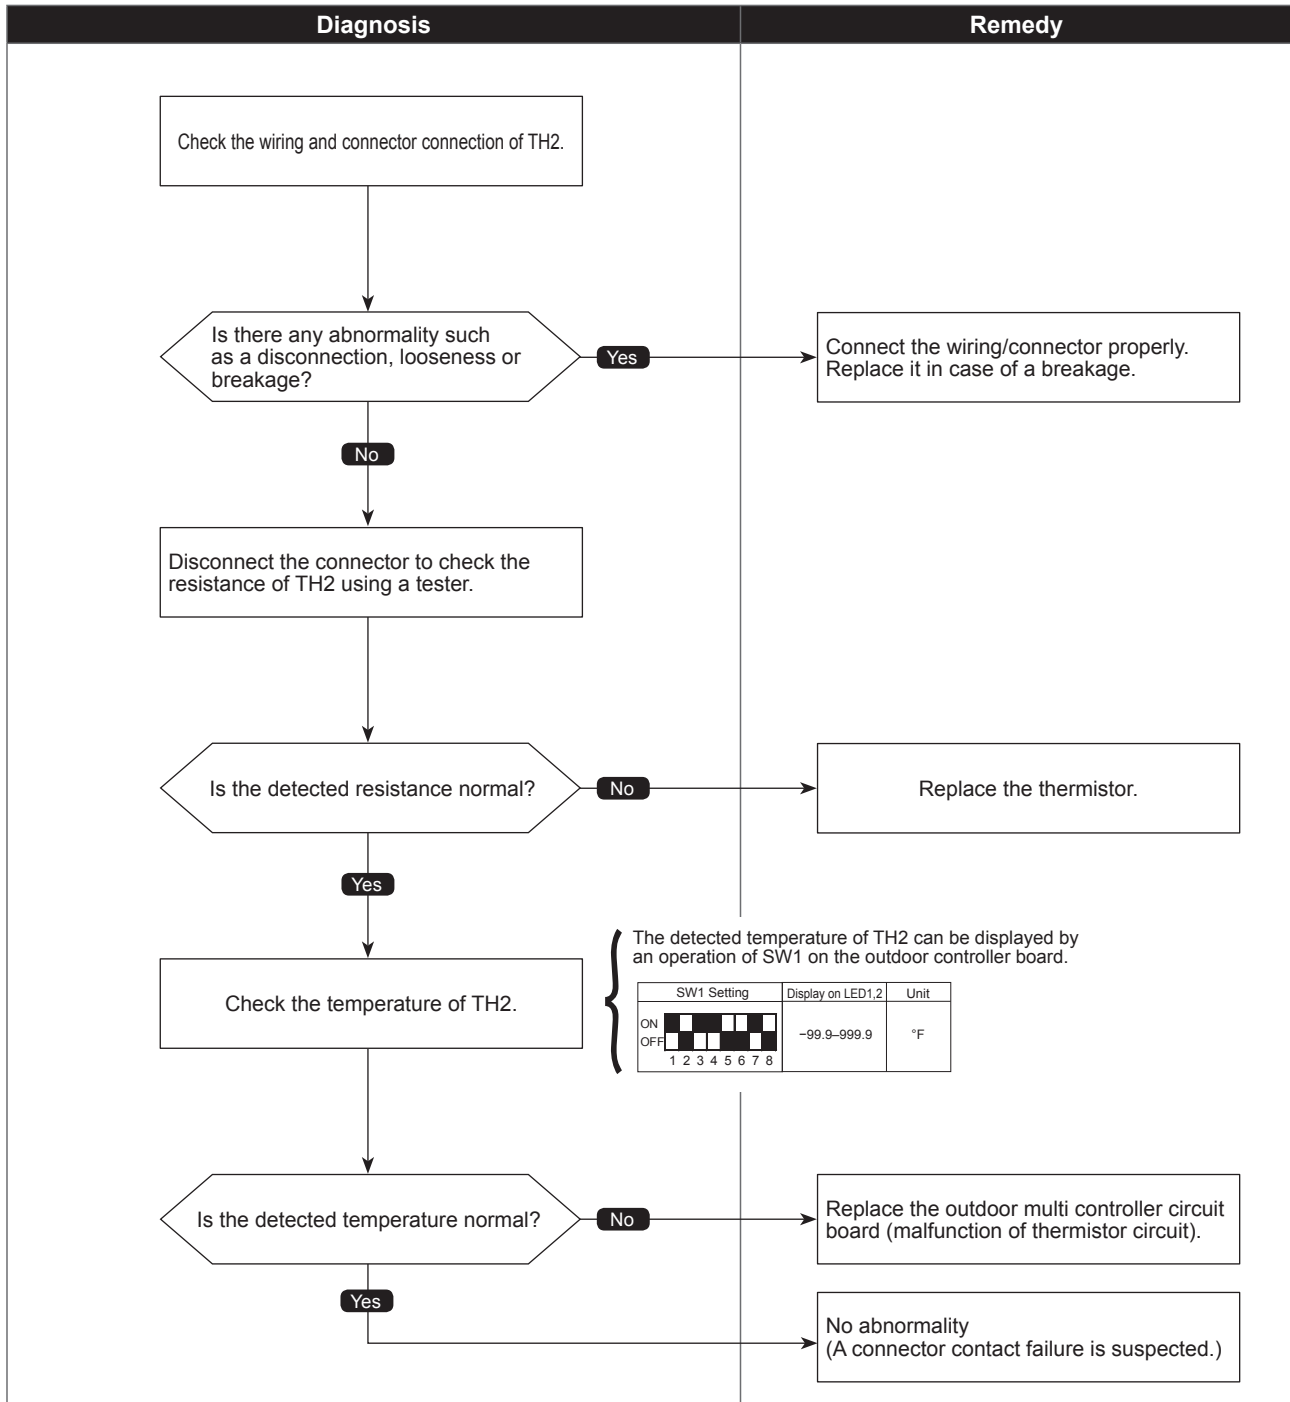 Diagnosis
Remedy
Check the wiring and connector connection of TH2.
Is there any abnormality such
as a disconnection, looseness or
breakage?
Yes
Connect the wiring/connector properly.
Replace it in case of a breakage.
No
Disconnect the connector to check the
resistance of TH2 using a tester.
Is the detected resistance normal?
No
Replace the thermistor.
Yes
Check the temperature of TH2.
The detected temperature of TH2 can be displayed by
an operation of SW1 on the outdoor controller board.
SW1 Setting
Display on LED1,2
Unit
ON
OFF
1 2 3 4 5 6 7 8
−99.9–999.9
°F
Is the detected temperature normal?
No
Replace the outdoor multi controller circuit
board (malfunction of thermistor circuit).
Yes
No abnormality
(A connector contact failure is suspected.)